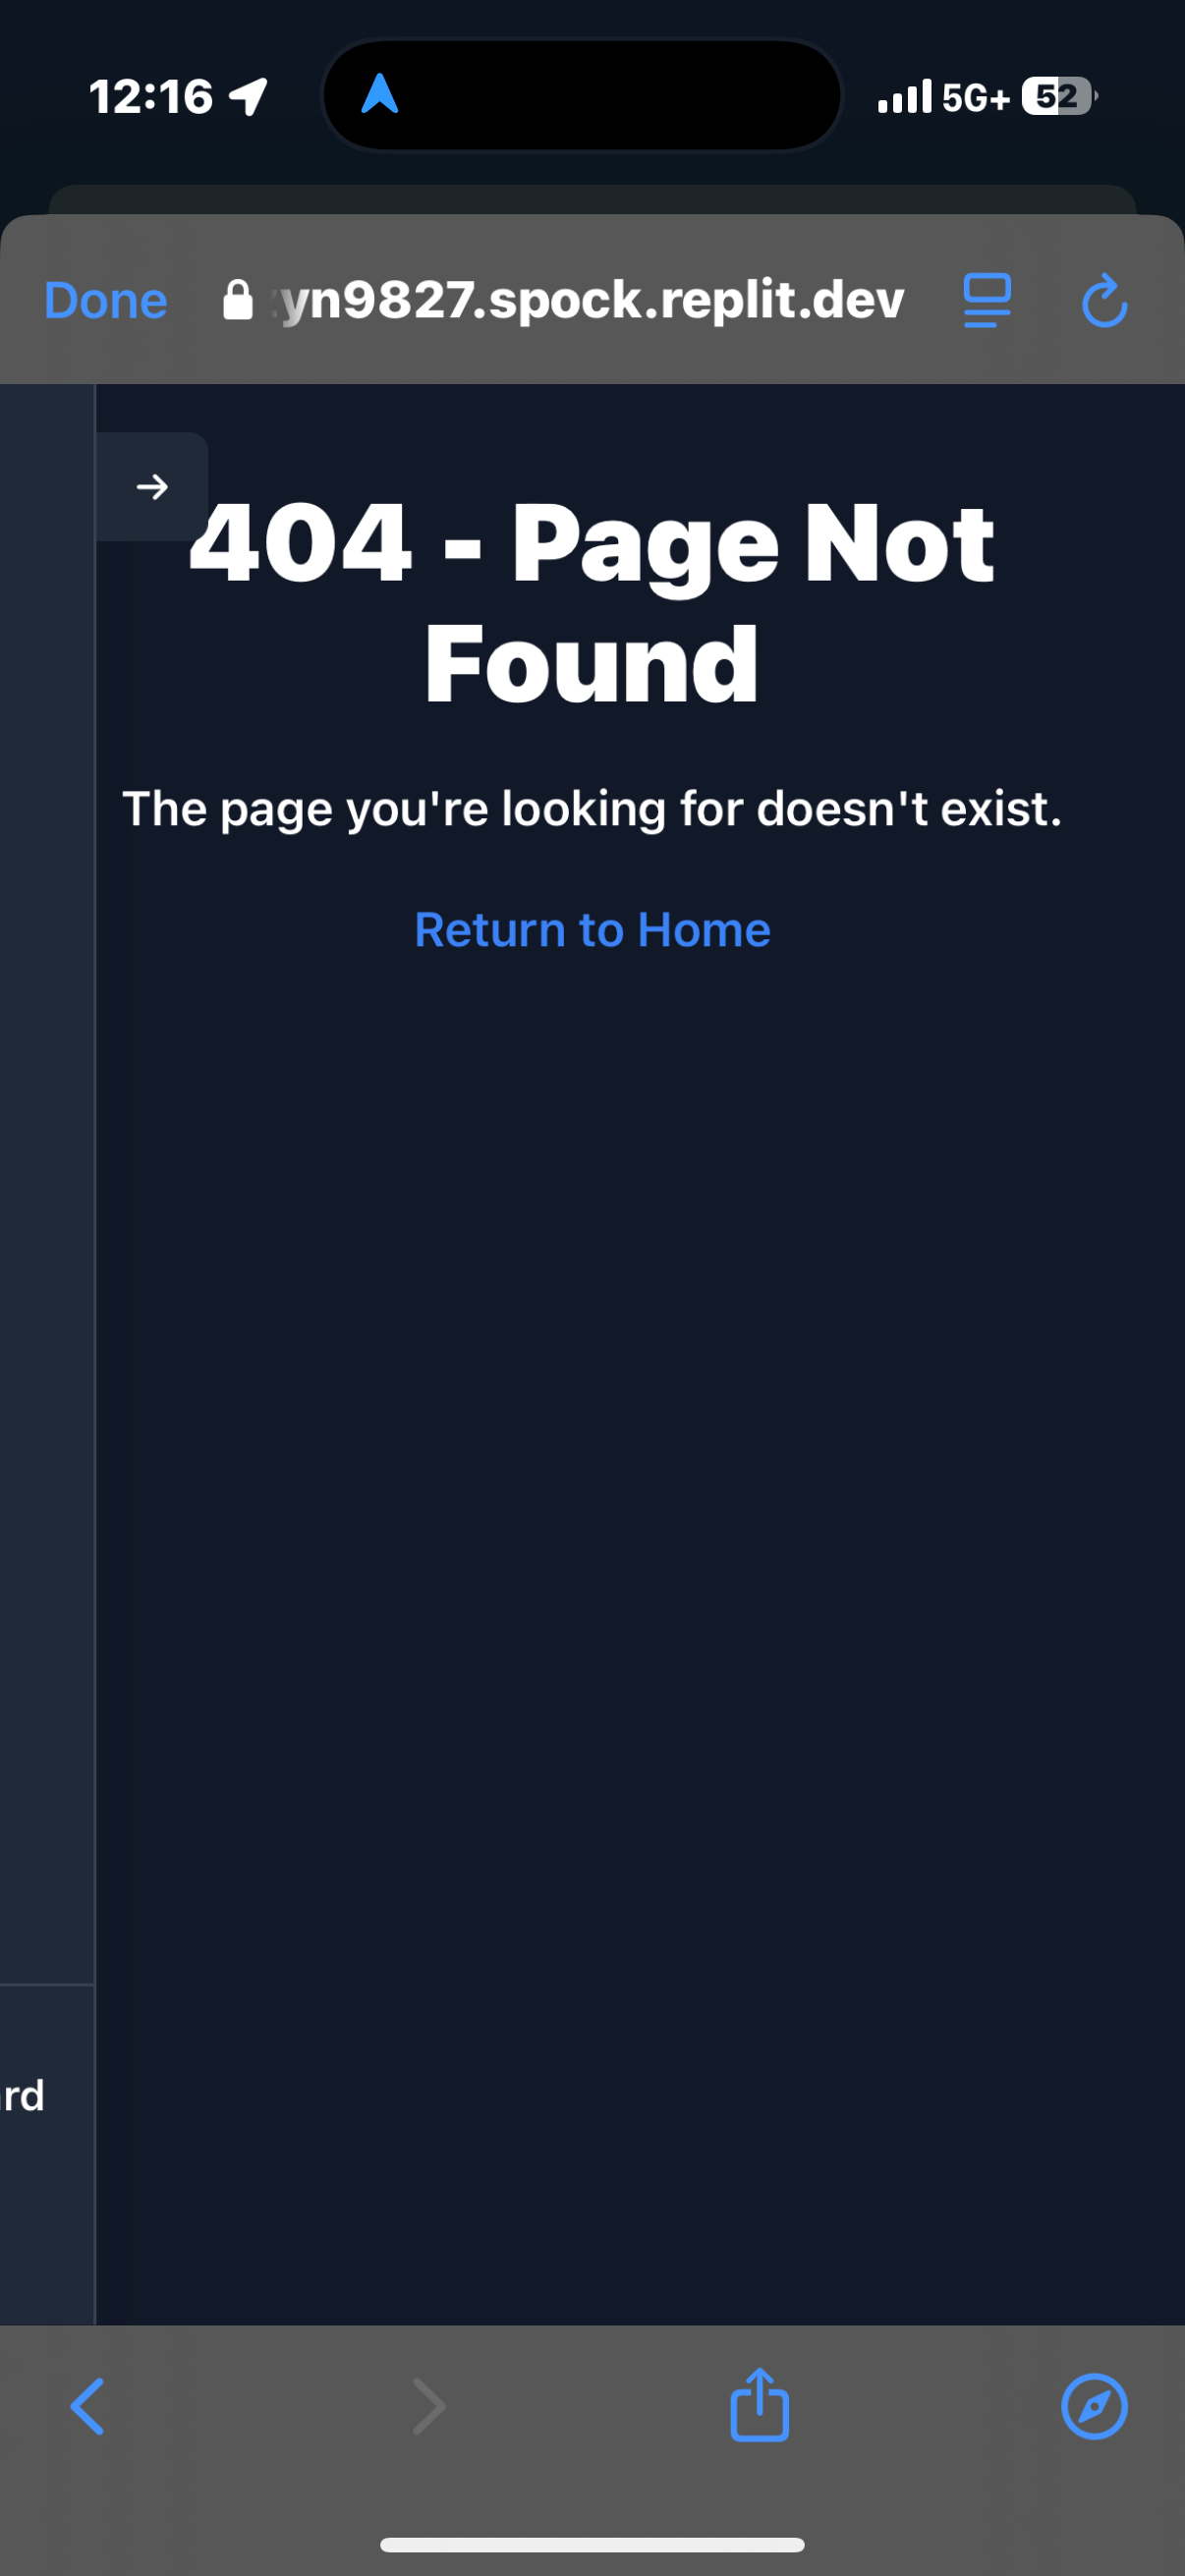 12:16
5G+ 52
Done
yn9827.spock.replit.dev
404 - Page Not
Found
The page you're looking for doesn't exist.
Return to Home
rd